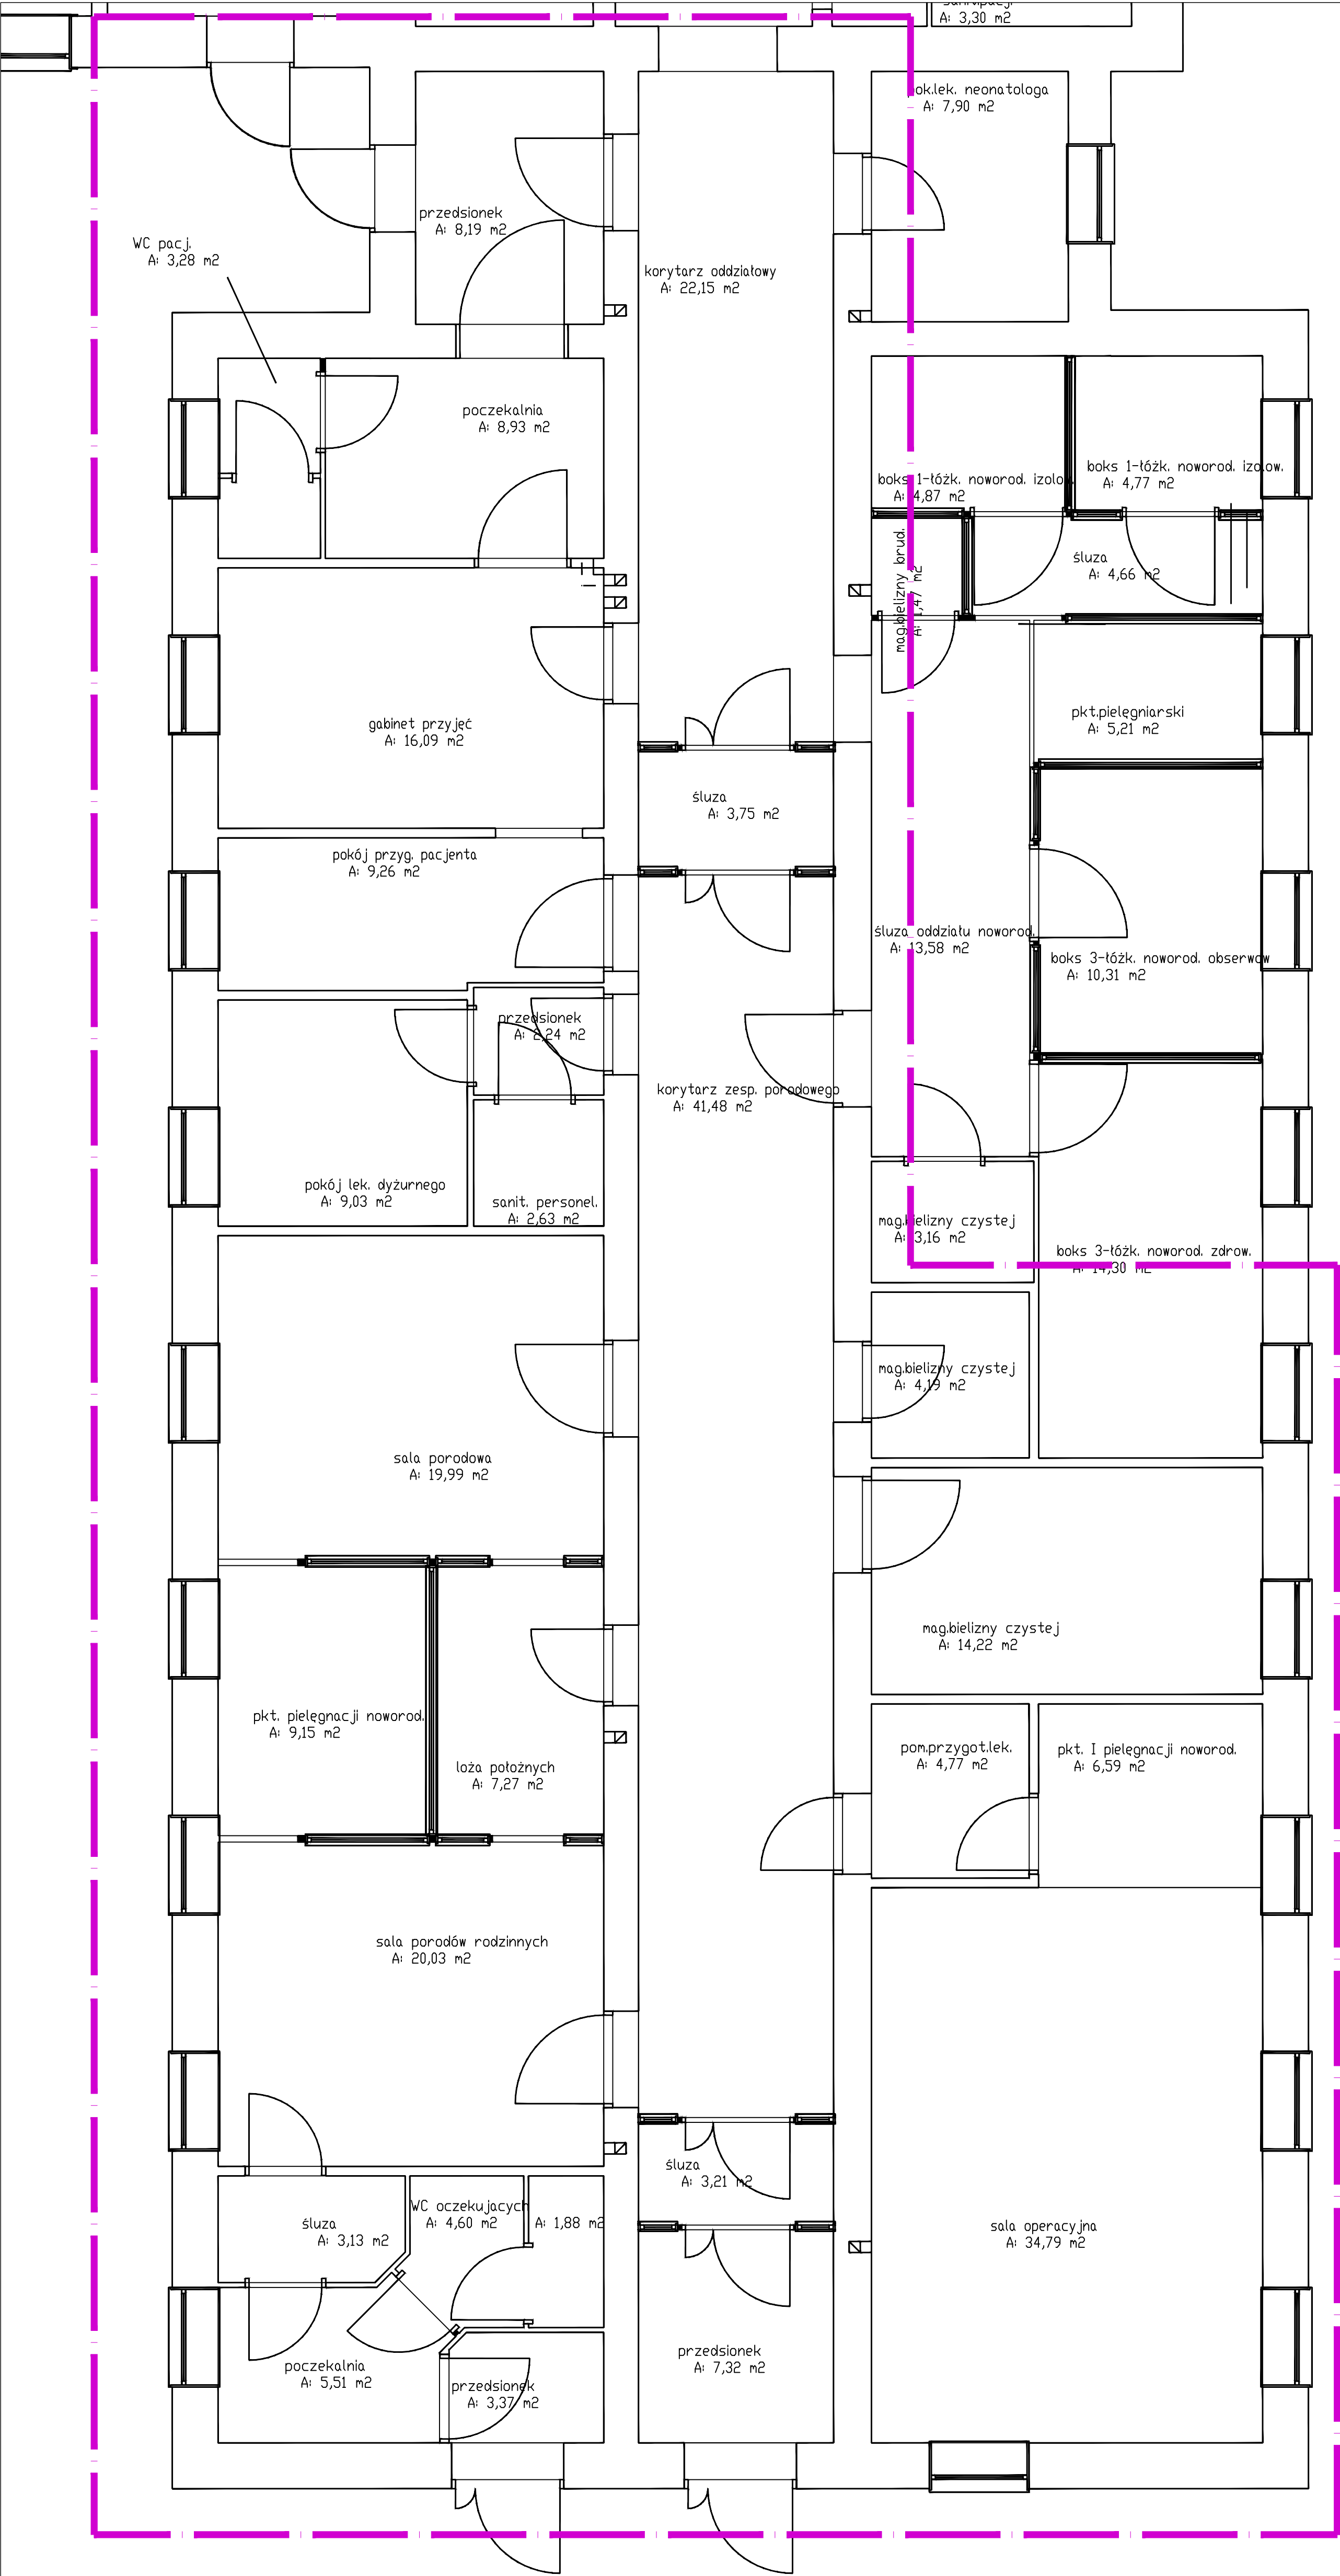 A: 3,30 m2
pok.lek. neonatologa
A: 7,90 m2
przedsionek
A: 8,19 m2
WC pacj.
A: 3,28 m2
korytarz oddziałowy
A: 22,15 m2
poczekalnia
A: 8,93 m2
boks 1-łóżk. noworod. izolow.
A: 4,77 m2
boks 1-łóżk. noworod. izolo
A: 4,87 m2
mag.bielizny brud.
A: 1,47 m2
śluza
A: 4,66 m2
gabinet przyjęć
A: 16,09 m2
pkt.pielęgniarski
A: 5,21 m2
śluza
A: 3,75 m2
pokój przyg. pacjenta
A: 9,26 m2
śluza oddziału noworod.
A: 13,58 m2
boks 3-łóżk. noworod. obserwow
A: 10,31 m2
przedsionek
A: 2,24 m2
korytarz zesp. porodowego
A: 41,48 m2
pokój lek. dyżurnego
A: 9,03 m2
sanit. personel.
A: 2,63 m2
mag.bielizny czystej
A: 3,16 m2
boks 3-łóżk. noworod. zdrow.
A: 14,30 m2
mag.bielizny czystej
A: 4,19 m2
sala porodowa
A: 19,99 m2
mag.bielizny czystej
A: 14,22 m2
pkt. pielęgnacji noworod.
A: 9,15 m2
loża położnych
A: 7,27 m2
pom.przygot.lek.
A: 4,77 m2
pkt. I pielęgnacji noworod.
A: 6,59 m2
sala porodów rodzinnych
A: 20,03 m2
śluza
A: 3,21 m2
WC oczekujacych
A: 4,60 m2
A: 1,88 m2
śluza
A: 3,13 m2
sala operacyjna
A: 34,79 m2
przedsionek
A: 7,32 m2
poczekalnia
A: 5,51 m2
przedsionek
A: 3,37 m2